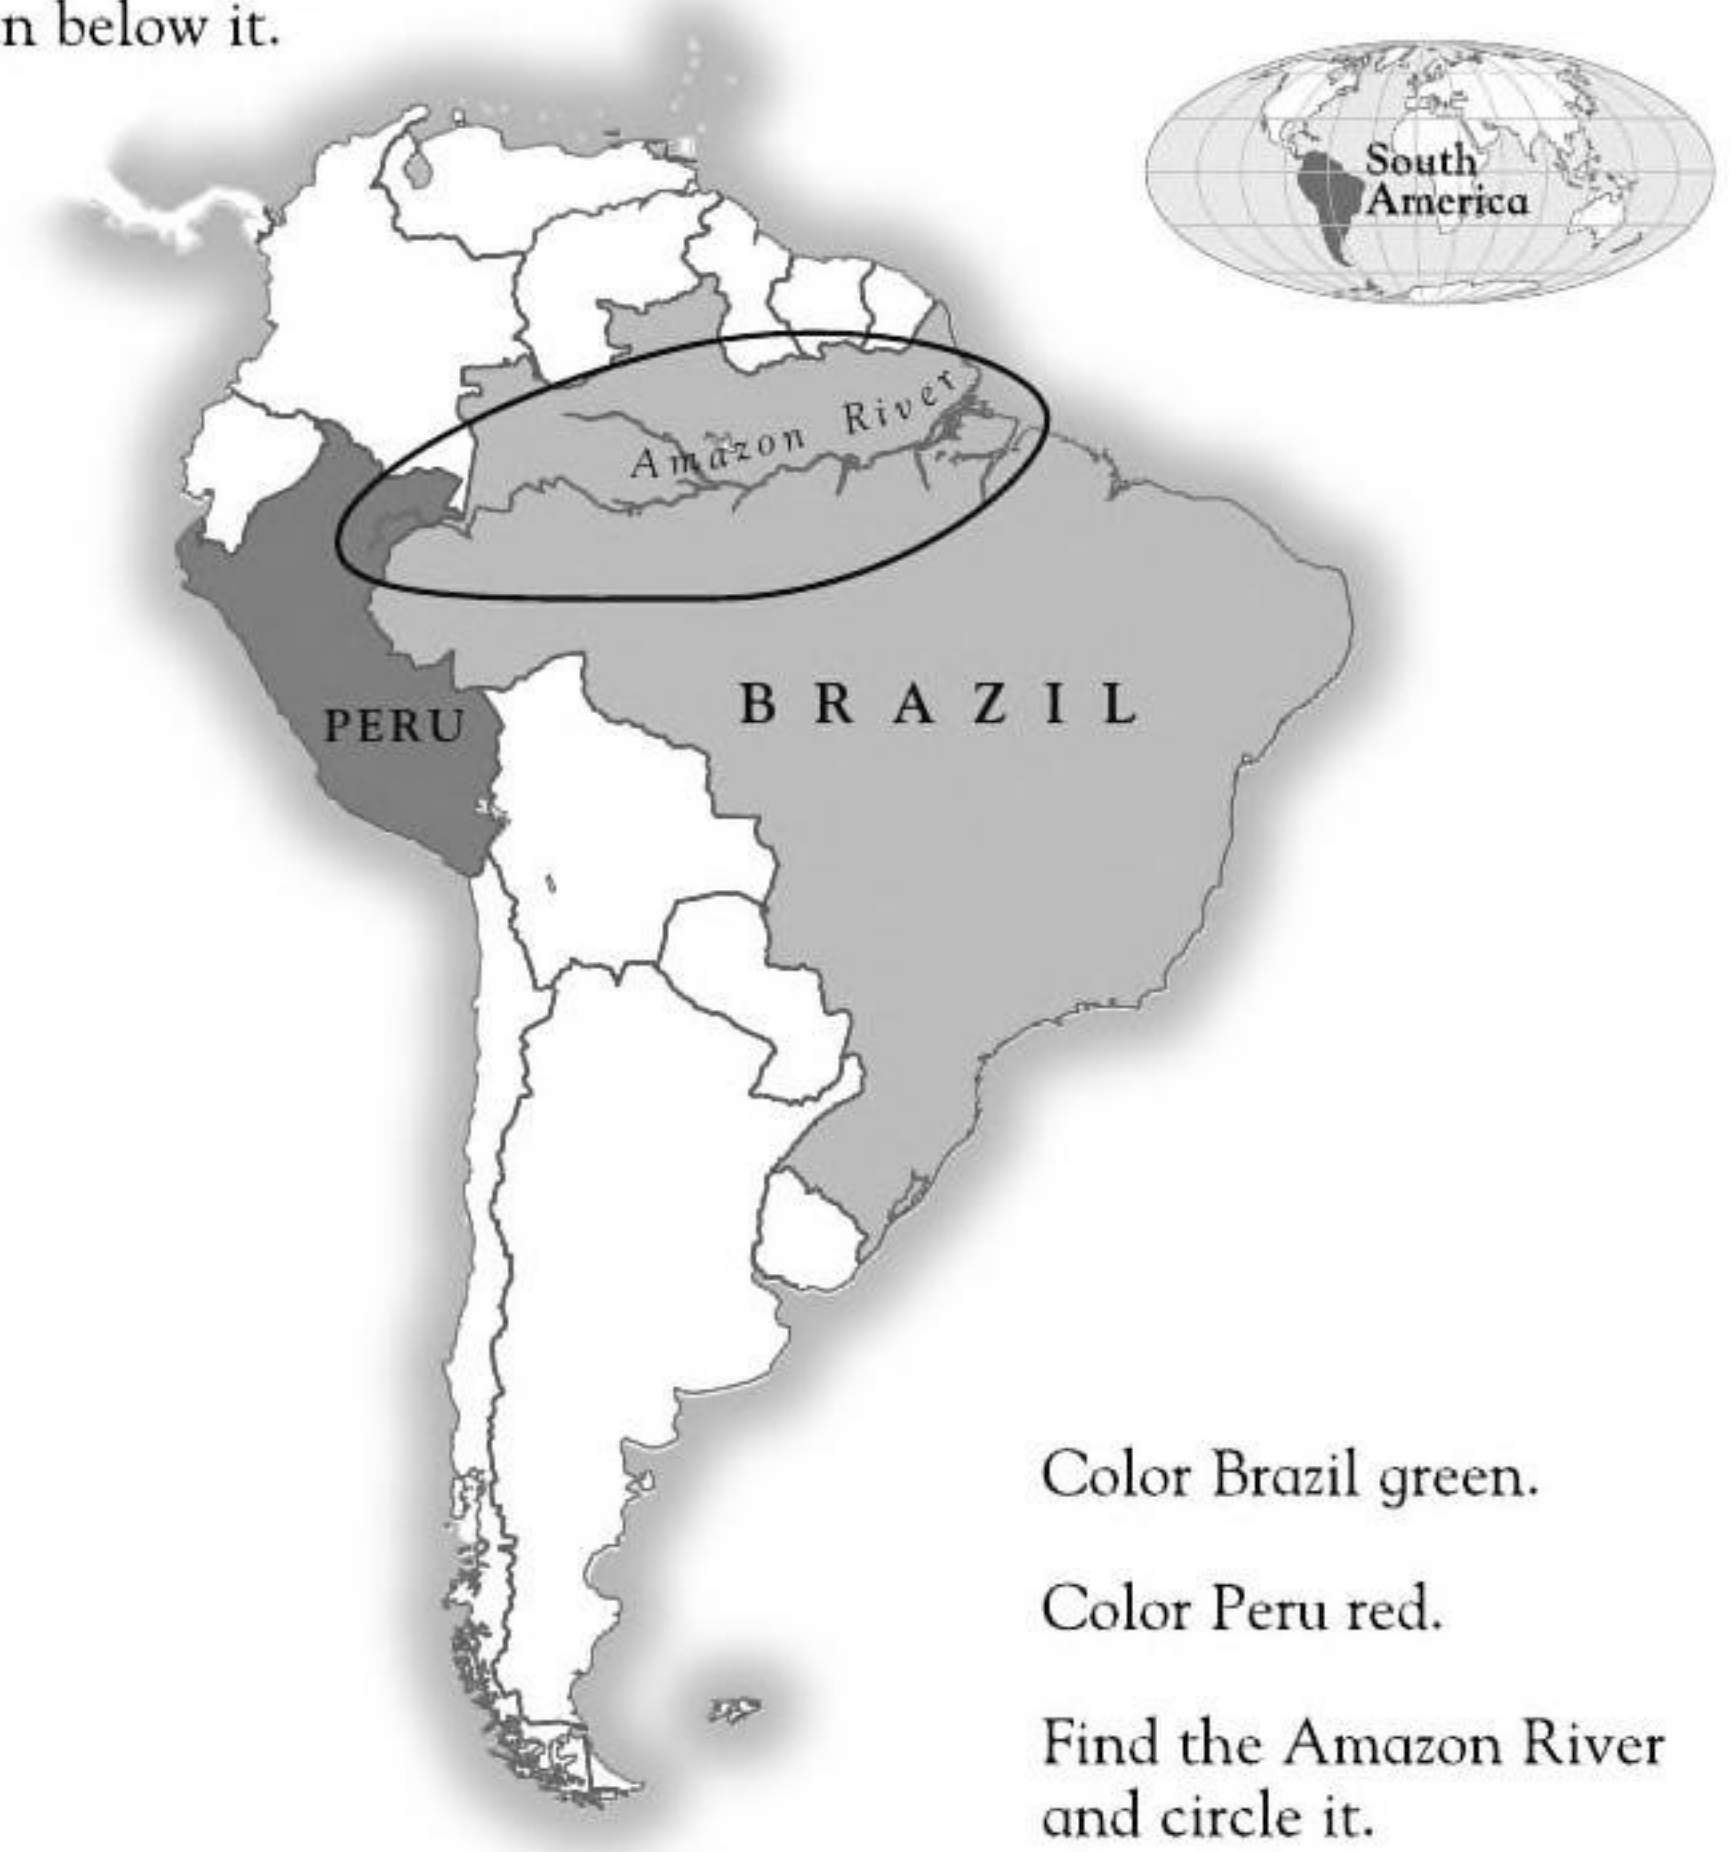 n below it.
South
America
Amazon River
BRAZIL
PERU
Color Brazil green.
Color Peru red.
Find the Amazon River
and circle it.